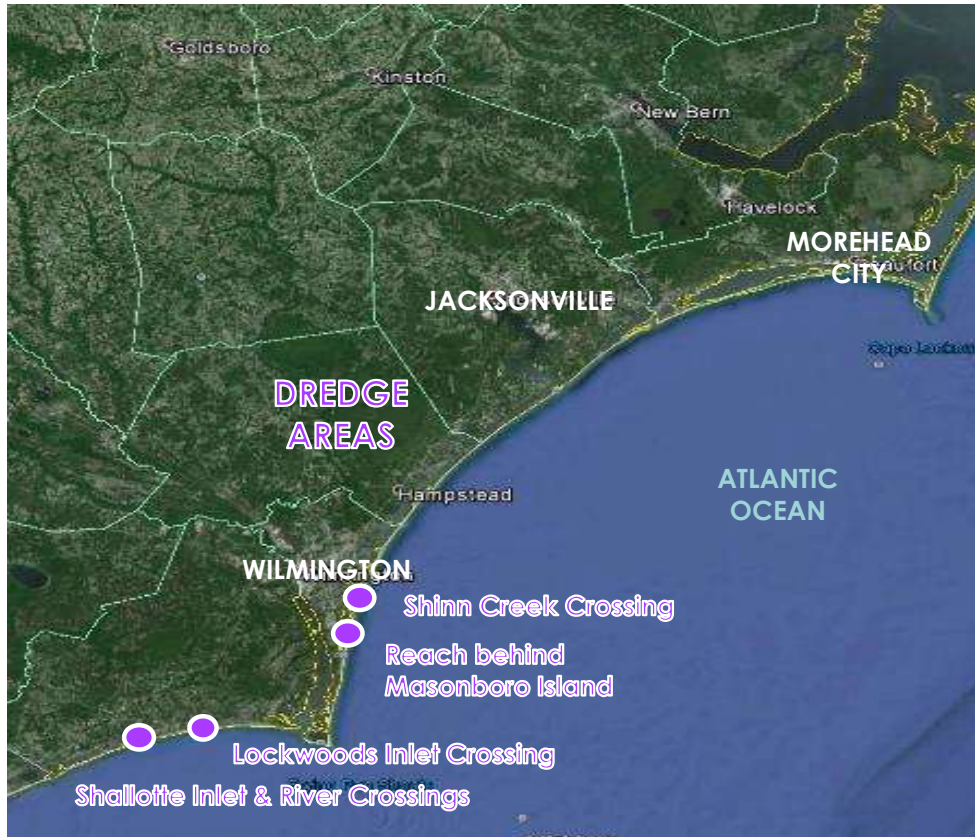 Goldsboro
Kinston
New Bern
Havelock
MOREHEAD
CITY
JACKSONVILLE
DREDGE
AREAS
ATLANTIC
OCEAN
Hampstead
WILMINGTON
Shinn Creek Crossing
Reach behind
Masonboro Island
Lockwoods Inlet Crossing
Shallotte Inlet & River Crossings